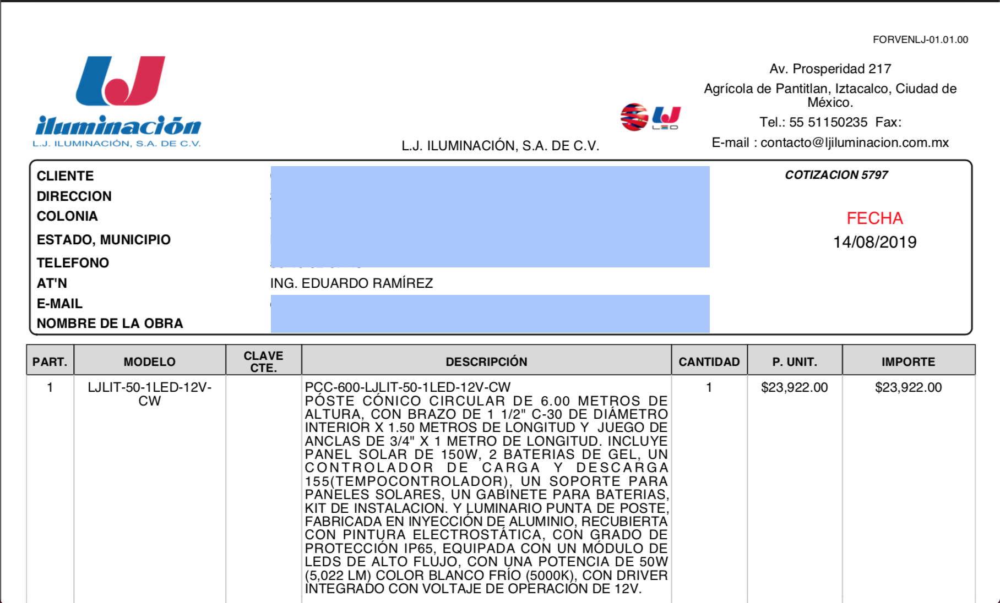 FORVENLJ-01.01.00
Av. Prosperidad 217
Agrícola de Pantitlan, Iztacalco, Ciudad de
México.
Tel.: 55 51150235 Fax:
E-mail : contacto@ljiluminacion.com.mx
LJ
iluminación
L.J. ILUMINACIÓN, S.A. DE C.V.
LJ
LED
L.J. ILUMINACIÓN, S.A. DE C.V.
CLIENTE
COTIZACION 5797
DIRECCION
COLONIA
FECHA
ESTADO, MUNICIPIO
14/08/2019
TELEFONO
AT'N ING. EDUARDO RAMÍREZ
E-MAIL
NOMBRE DE LA OBRA
PART. MODELO CLAVE CTE. DESCRIPCIÓN CANTIDAD P. UNIT. IMPORTE
1 LJLIT-50-1LED-12V- PCC-600-LJLIT-50-1LED-12V-CW 1 $23,922.00 $23,922.00
CW PÓSTE CÓNICO CIRCULAR DE 6.00 METROS DE
ALTURA, CON BRAZO DE 1 1/2" C-30 DE DIÁMETRO
INTERIOR X 1.50 METROS DE LONGITUD Y JUEGO DE
ANCLAS DE 3/4" X 1 METRO DE LONGITUD. INCLUYE
PANEL SOLAR DE 150W, 2 BATERIAS DE GEL, UN
CONTROLADOR DE CARGA Y DESCARGA
155(TEMPOCONTROLADOR), UN SOPORTE PARA
PANELES SOLARES, UN GABINETE PARA BATERIAS,
KIT DE INSTALACION. Y LUMINARIO PUNTA DE POSTE,
FABRICADA EN INYECCIÓN DE ALUMINIO, RECUBIERTA
CON PINTURA ELECTROSTÁTICA, CON GRADO DE
PROTECCIÓN IP65, EQUIPADA CON UN MÓDULO DE
LEDS DE ALTO FLUJO, CON UNA POTENCIA DE 50W
(5,022 LM) COLOR BLANCO FRÍO (5000K), CON DRIVER
INTEGRADO CON VOLTAJE DE OPERACIÓN DE 12V.